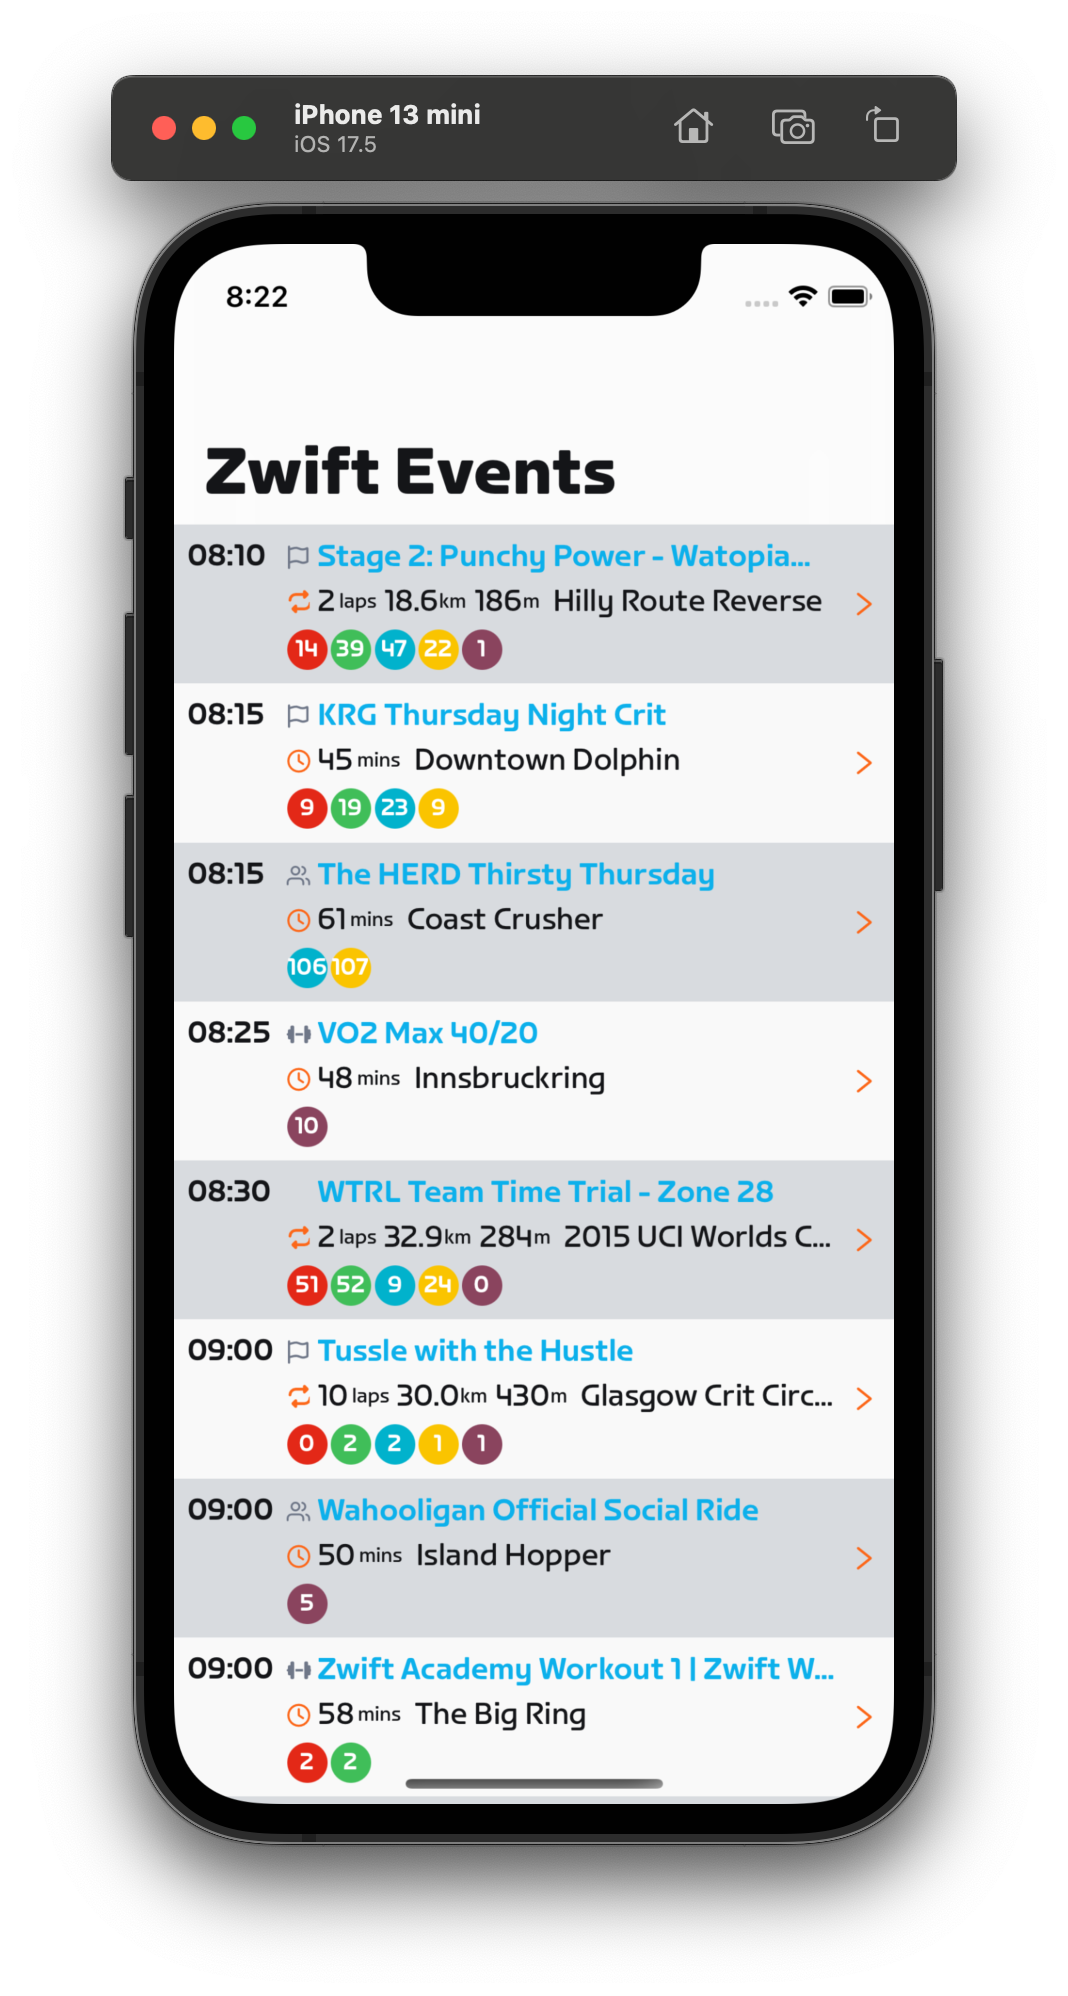 iPhone 13 mini
iOS 17.5
8:22
Zwift Events
08:10 Stage 2: Punchy Power - Watopia...
2 laps 18.6km 186m Hilly Route Reverse
14 39 47 22 1
08:15 KRG Thursday Night Crit
45 mins Downtown Dolphin
9 19 23 9
08:15 The HERD Thirsty Thursday
61 mins Coast Crusher
106 107
08:25 VO2 Max 40/20
48 mins Innsbruckring
10
08:30 WTRL Team Time Trial - Zone 28
2 laps 32.9km 284m 2015 UCI Worlds C...
51 52 9 24 0
09:00 Tussle with the Hustle
10 laps 30.0km 430m Glasgow Crit Circ...
0 2 2 1 1
09:00 Wahooligan Official Social Ride
50 mins Island Hopper
5
09:00 Zwift Academy Workout 1 | Zwift W...
58 mins The Big Ring
2 2